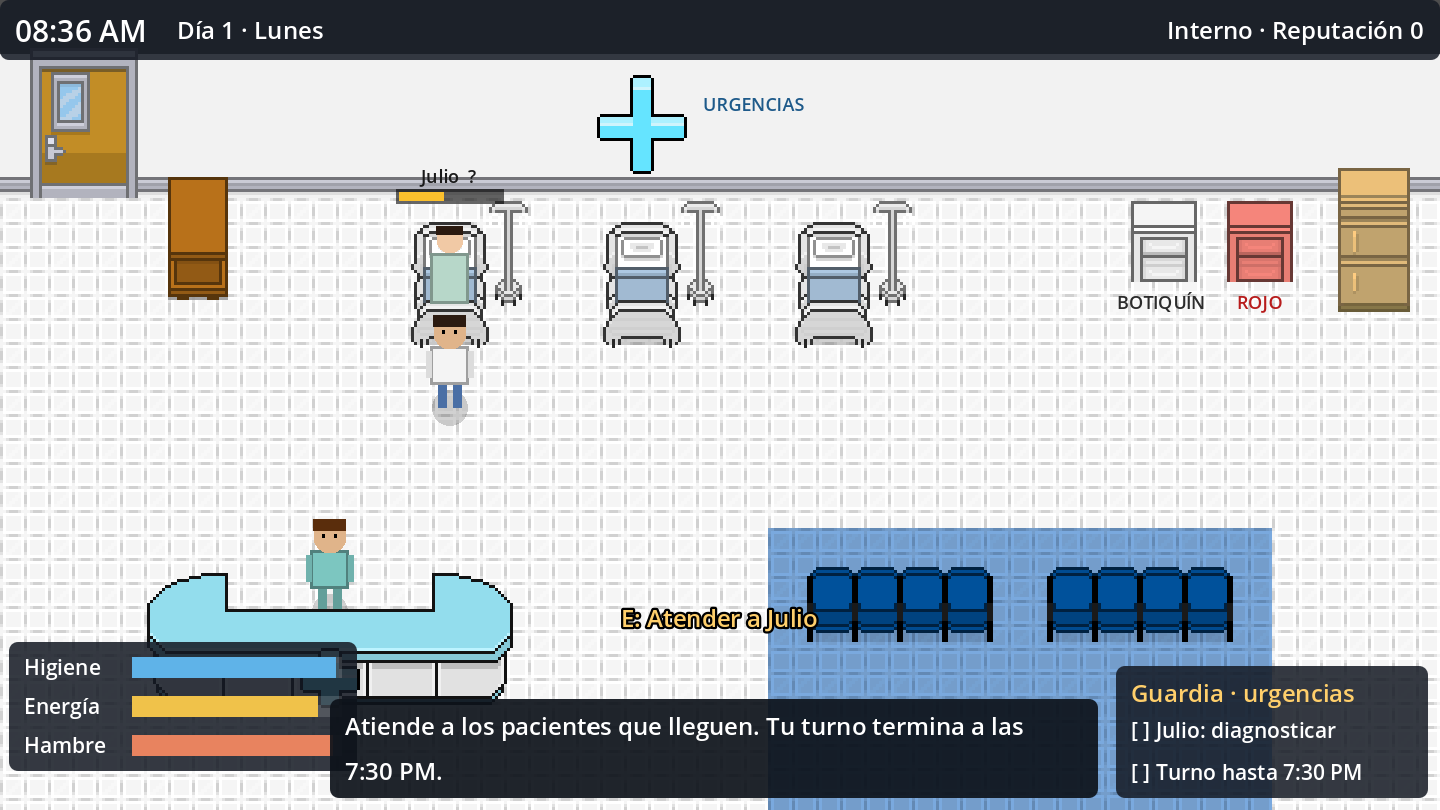 08:36 AM Día 1 · Lunes
Interno · Reputación 0
URGENCIAS
Julio ?
BOTIQUÍN
ROJO
E: Atender a Julio
Higiene
Energía
Hambre
Atiende a los pacientes que lleguen. Tu turno termina a las
7:30 PM.
Guardia · urgencias
[ ] Julio: diagnosticar
[ ] Turno hasta 7:30 PM